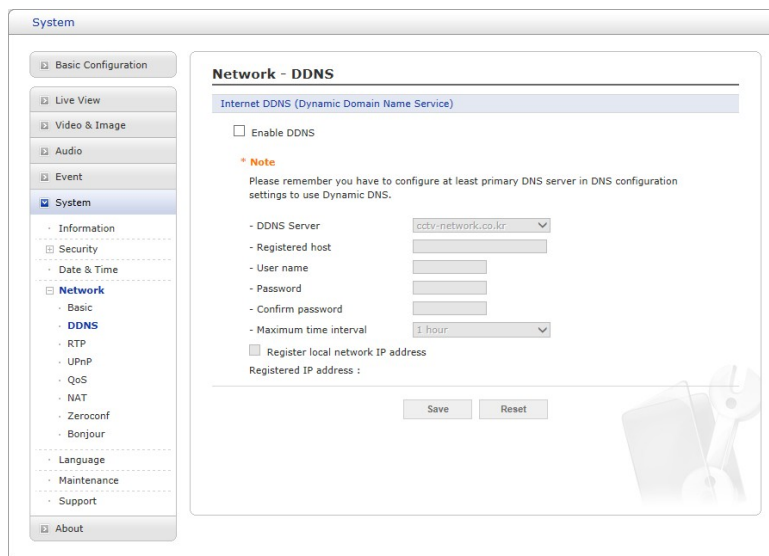 System
Basic Configuration
Live View
Video & Image
Audio
Event
System
Information
Security
Date & Time
Network
Basic
DDNS
RTP
UPnP
QoS
NAT
Zeroconf
Bonjour
Language
Maintenance
Support
About
Network - DDNS
Internet DDNS (Dynamic Domain Name Service)
Enable DDNS
* Note
Please remember you have to configure at least primary DNS server in DNS configuration
settings to use Dynamic DNS.
- DDNS Server cctv-network.co.kr
- Registered host
- User name
- Password
- Confirm password
- Maximum time interval 1 hour
Register local network IP address
Registered IP address :
Save Reset